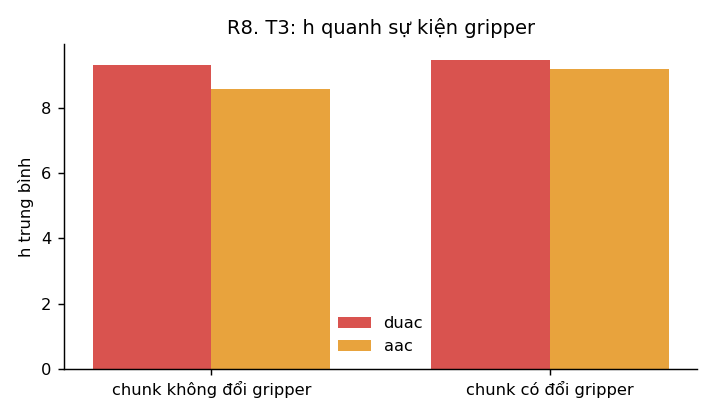 R8. T3: h quanh sự kiện gripper
h trung bình
8
6
4
2
0
duac
aac
chunk không đổi gripper
chunk có đổi gripper